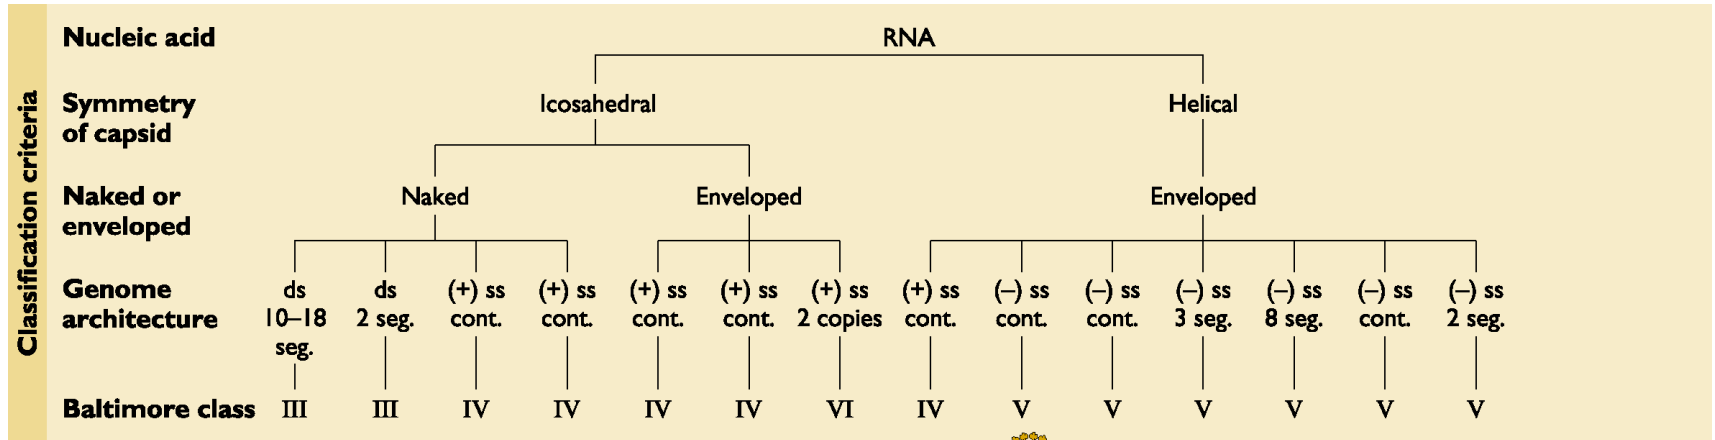 Classification criteria
Nucleic acid
RNA
Symmetry
of capsid
Icosahedral
Helical
Naked or
enveloped
Naked
Enveloped
Enveloped
Genome
architecture
ds
10–18
seg.
ds
2 seg.
(+) ss
cont.
(+) ss
cont.
(+) ss
cont.
(+) ss
cont.
(+) ss
2 copies
(+) ss
cont.
(–) ss
cont.
(–) ss
cont.
(–) ss
3 seg.
(–) ss
8 seg.
(–) ss
cont.
(–) ss
2 seg.
Baltimore class III III IV IV IV IV VI IV V V V V V V